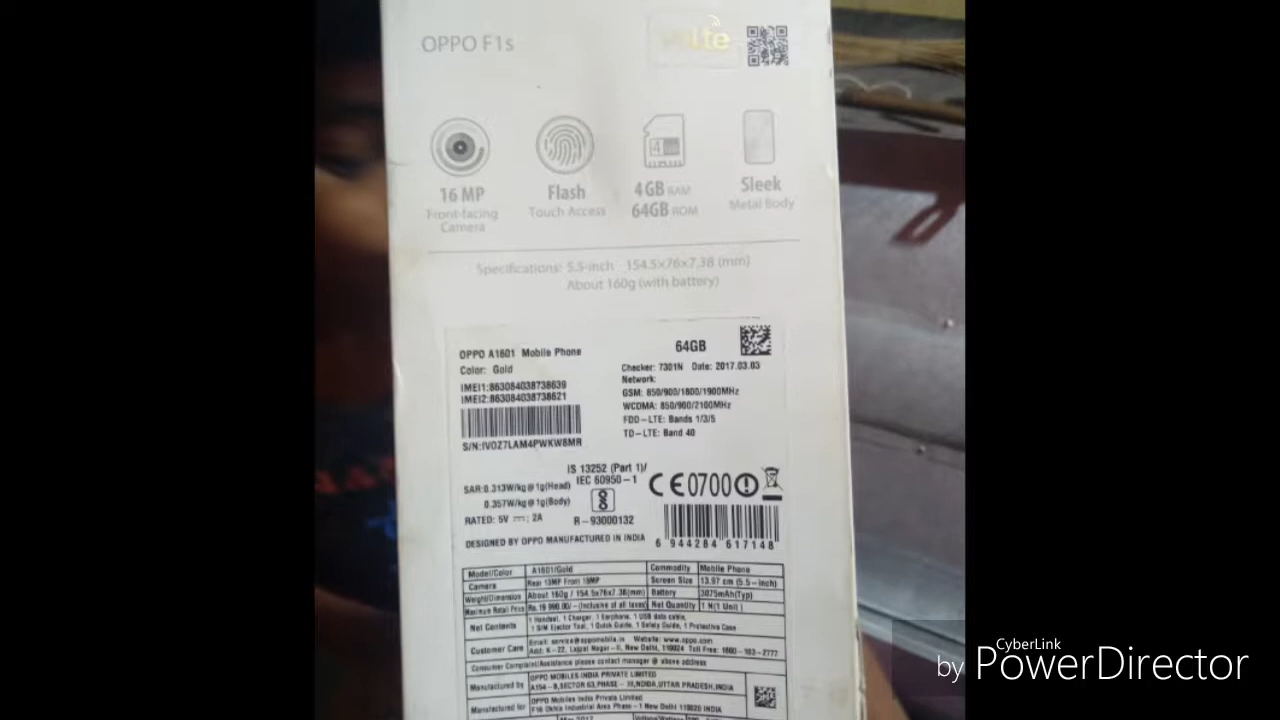 OPPO F1s
VoLte
16 MP
Front-facing
Camera
Flash
Touch Access
4
4GB RAM
64GB ROM
Sleek
Metal Body
Specifications: 5.5-inch 154.5×76×7.38 (mm)
About 160g (with battery)
OPPO A1601 Mobile Phone
Color: Gold
IMEI1:863084038738639
IMEI2:863084038738621
S/N:IVOZ7LAM4PWKW8MR
64GB
Checker: 7301N Date: 2017.03.03
Network:
GSM: 850/900/1800/1900MHz
WCDMA: 850/900/2100MHz
FDD-LTE: Bands 1/3/5
TD-LTE: Band 40
IS 13252 (Part 1)/
IEC 60950-1
SAR:0.313W/kg@1g(Head)
0.357W/kg@1g(Body)
RATED: 5V 2A
R-93000132
CE0700
DESIGNED BY OPPO MANUFACTURED IN INDIA
6 944284 617148
Model/Color A1601/Gold Commodity Mobile Phone
Camera Rear 13MP Front 16MP Screen Size 13.97 cm (5.5-inch)
Weight/Dimension About 160g / 154.5x76x7.38(mm) Battery 3075mAh(Typ)
Maximum Retail Price Rs.19 990.00/-(Inclusive of all taxes) Net Quantity 1 N(1 Unit)
Net Contents 1 Handset, 1 Charger, 1 Earphone, 1 USB data cable,
1 SIM Ejector Tool, 1 Quick Guide, 1 Safety Guide, 1 Protective Case
Customer Care Email: service@oppomobile.in Website: www.oppo.com
Add: K-22, Lajpat Nagar-II, New Delhi, 110024 Toll Free: 1800-103-2777
Consumer Complaint/Assistance please contact manager @ above address
Manufactured by OPPO MOBILES INDIA PRIVATE LIMITED
A154-B,SECTOR 63,PHASE-III,NOIDA,UTTAR PRADESH,INDIA
Manufactured for OPPO Mobiles India Private Limited
F16 Okhla Industrial Area Phase-1 New Delhi 110020 INDIA
CyberLink
by PowerDirector